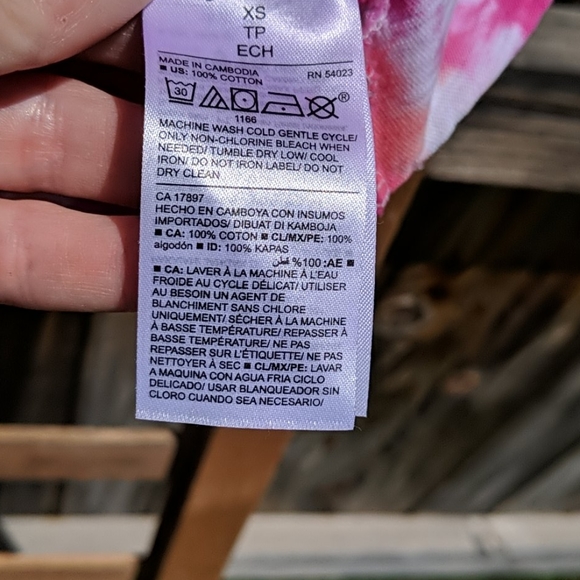 XS
TP
ECH
MADE IN CAMBODIA
■ US: 100% COTTON RN 54023
30 ®
1166
MACHINE WASH COLD GENTLE CYCLE/
ONLY NON-CHLORINE BLEACH WHEN
NEEDED/ TUMBLE DRY LOW/ COOL
IRON/ DO NOT IRON LABEL/ DO NOT
DRY CLEAN
CA 17897
HECHO EN CAMBOYA CON INSUMOS
IMPORTADOS/ DIBUAT DI KAMBOJA
■ CA: 100% COTON ■ CL/MX/PE: 100%
algodón ■ ID: 100% KAPAS
■ AE: 100% قطن
■ CA: LAVER À LA MACHINE À L'EAU
FROIDE AU CYCLE DÉLICAT/ UTILISER
AU BESOIN UN AGENT DE
BLANCHIMENT SANS CHLORE
UNIQUEMENT/ SÉCHER À LA MACHINE
À BASSE TEMPÉRATURE/ REPASSER À
BASSE TEMPÉRATURE/ NE PAS
REPASSER SUR L'ÉTIQUETTE/ NE PAS
NETTOYER À SEC ■ CL/MX/PE: LAVAR
A MAQUINA CON AGUA FRIA CICLO
DELICADO/ USAR BLANQUEADOR SIN
CLORO CUANDO SEA NECESARIO/